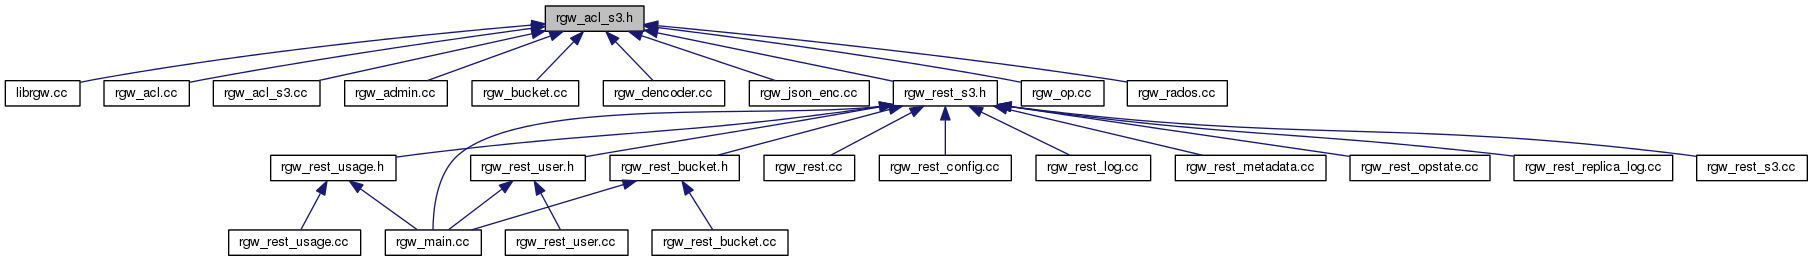 rgw_acl_s3.h
librgw.cc
rgw_acl.cc
rgw_acl_s3.cc
rgw_admin.cc
rgw_bucket.cc
rgw_dencoder.cc
rgw_json_enc.cc
rgw_rest_s3.h
rgw_op.cc
rgw_rados.cc
rgw_rest_usage.h
rgw_rest_user.h
rgw_rest_bucket.h
rgw_rest.cc
rgw_rest_config.cc
rgw_rest_log.cc
rgw_rest_metadata.cc
rgw_rest_opstate.cc
rgw_rest_replica_log.cc
rgw_rest_s3.cc
rgw_rest_usage.cc
rgw_main.cc
rgw_rest_user.cc
rgw_rest_bucket.cc